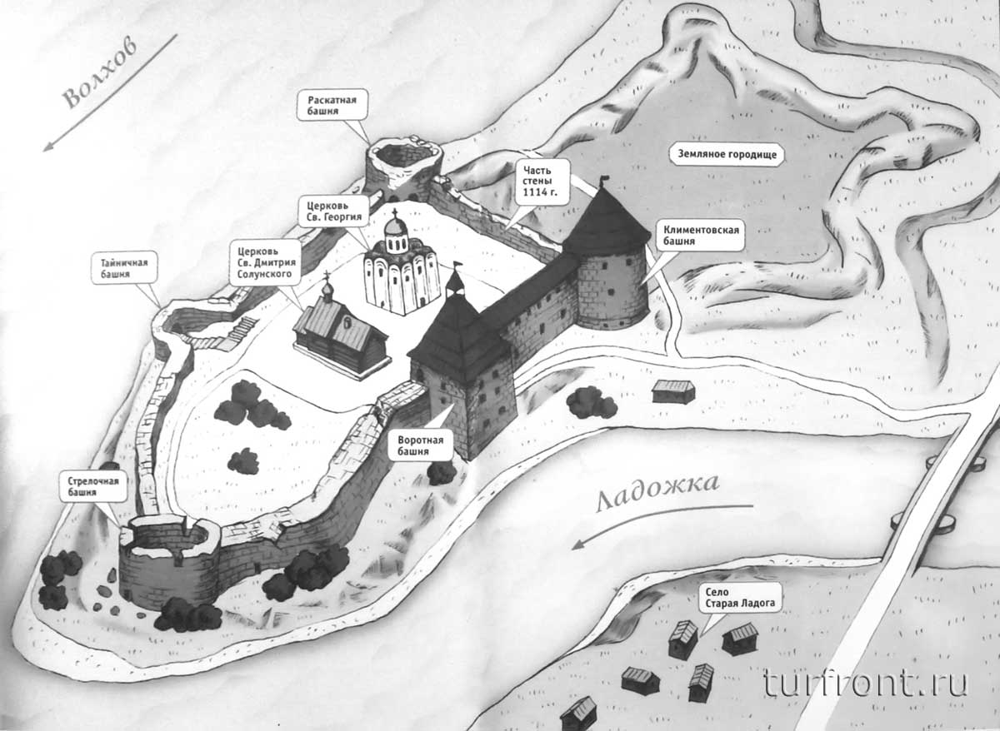 Волхов
Раскатная
башня
Земляное городище
Часть
стены
1114 г.
Церковь
Св. Георгия
Климентовская
башня
Церковь
Св. Дмитрия
Солунского
Тайничная
башня
Воротная
башня
Стрелочная
башня
Ладожка
Село
Старая Ладога
turfront.ru